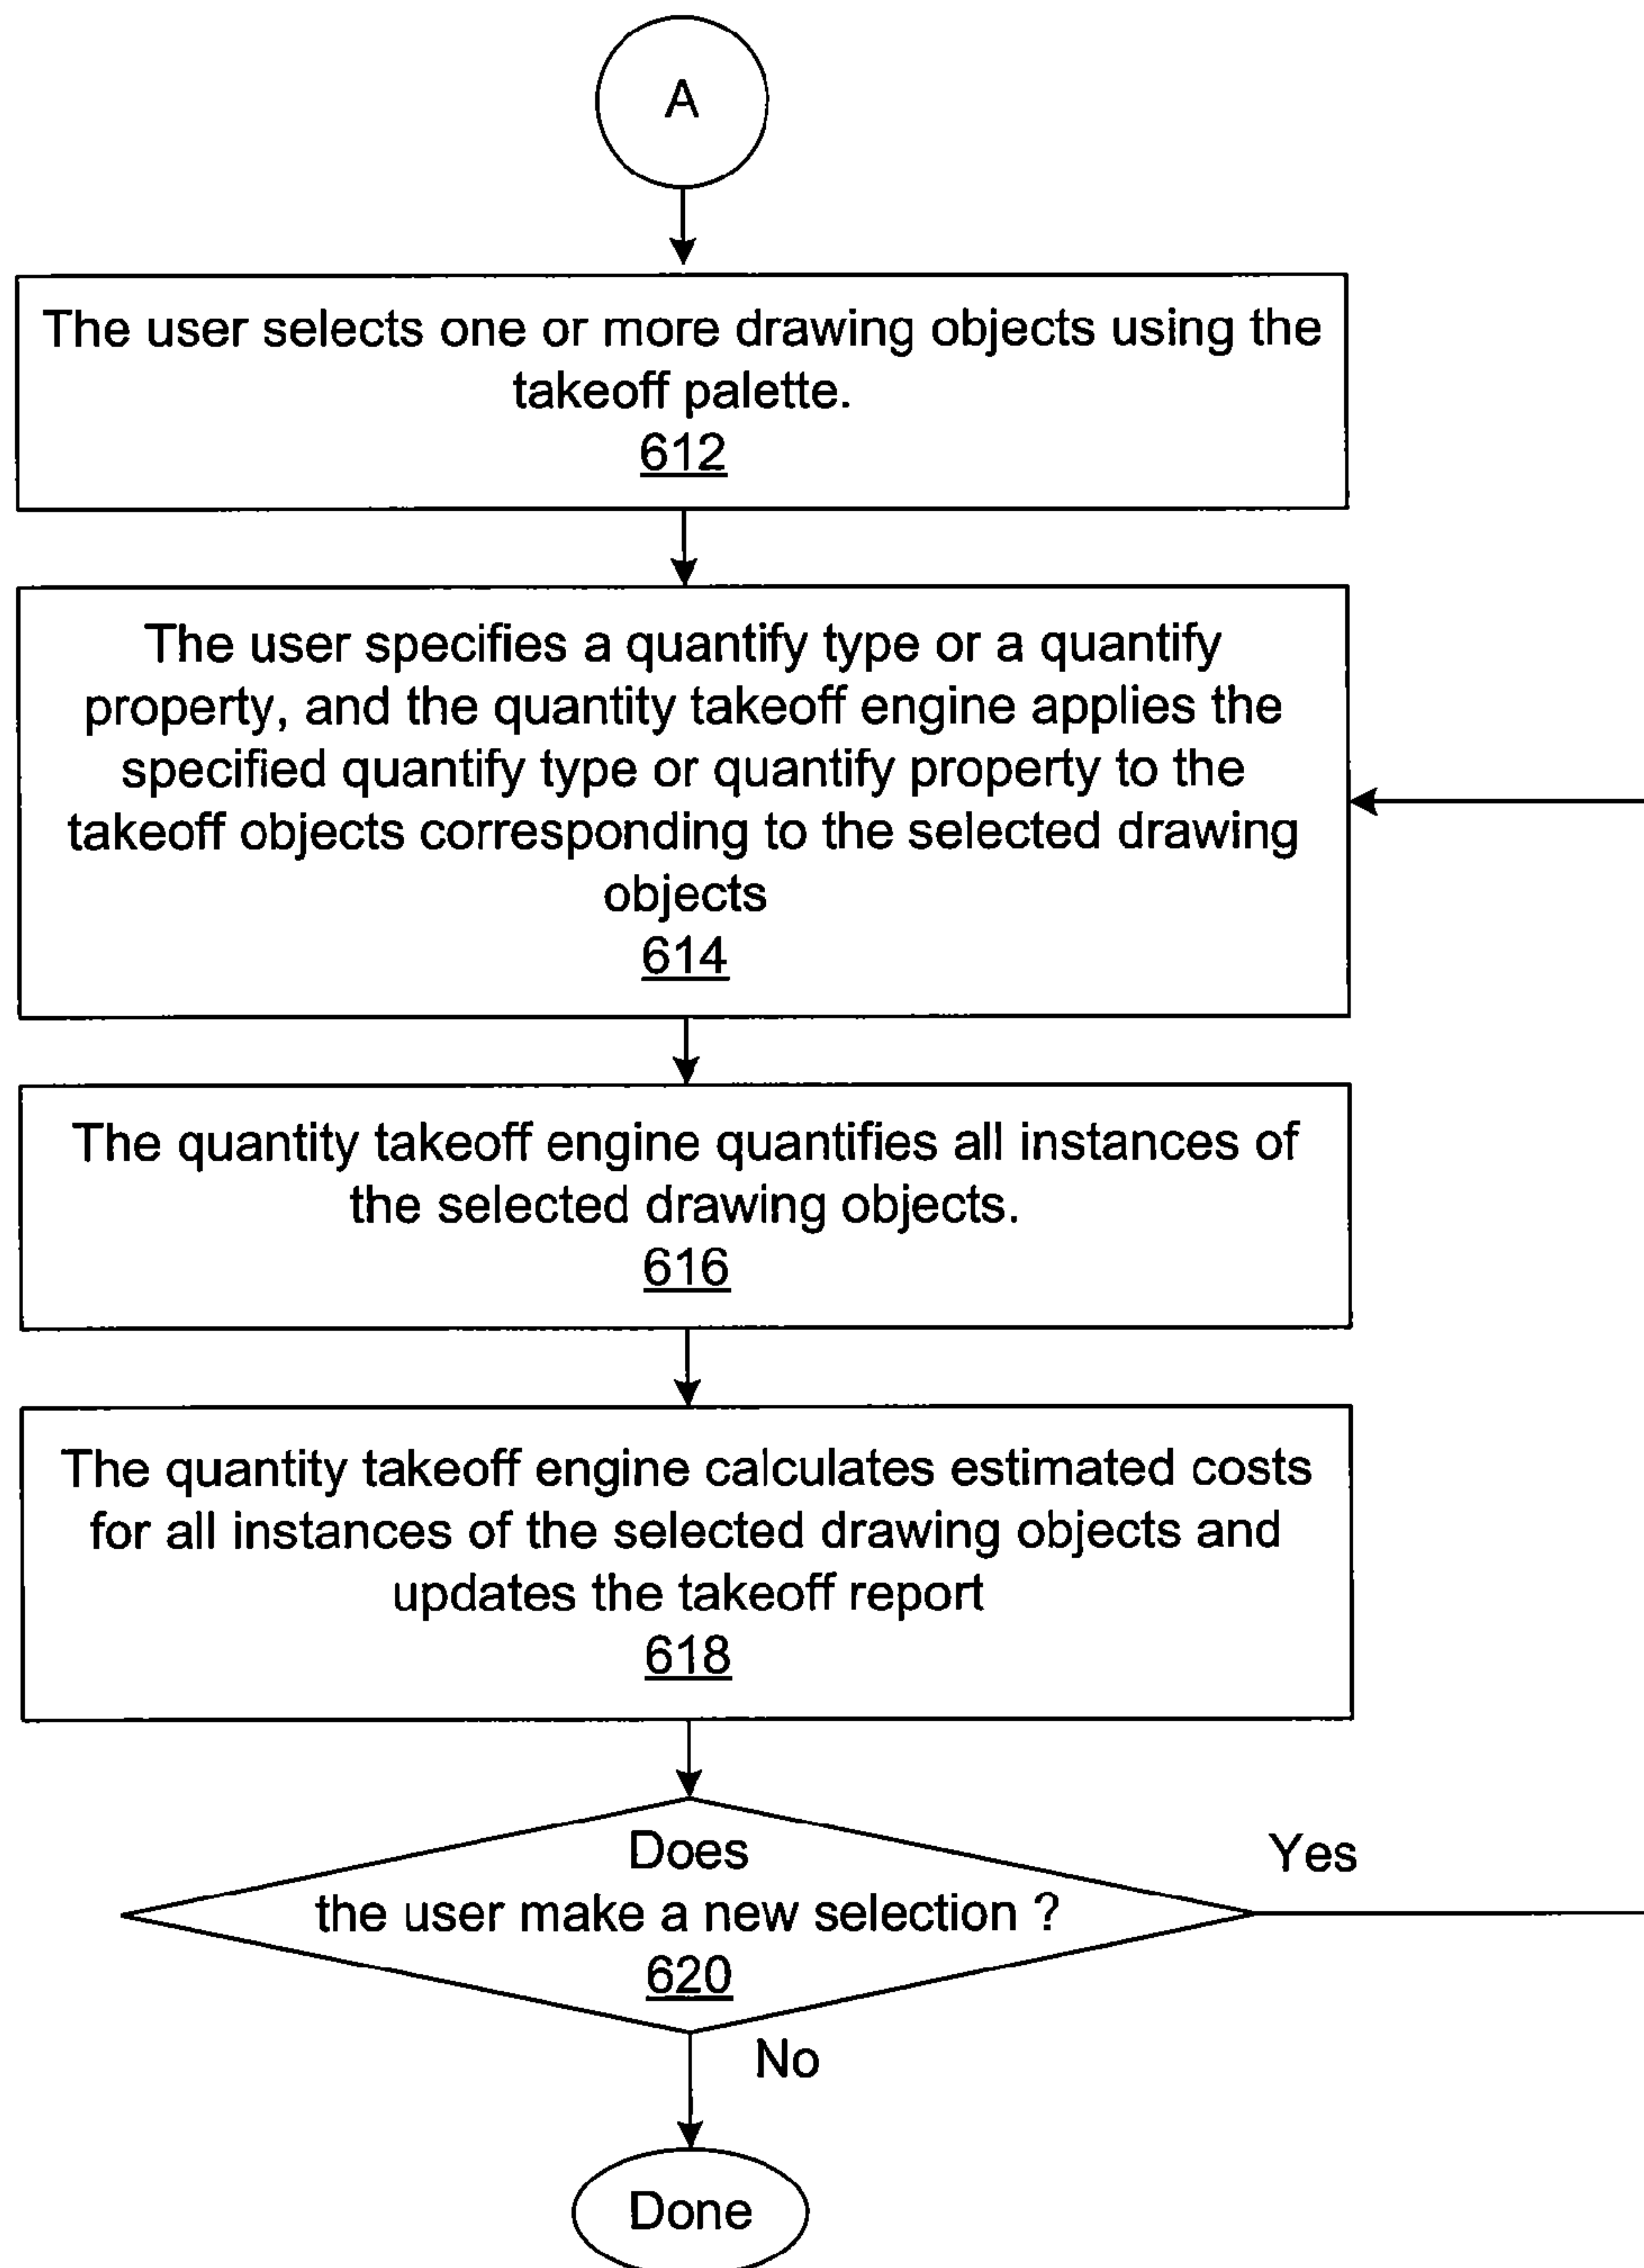 A
The user selects one or more drawing objects using the
takeoff palette.
612
The user specifies a quantify type or a quantify
property, and the quantity takeoff engine applies the
specified quantify type or quantify property to the
takeoff objects corresponding to the selected drawing
objects
614
The quantity takeoff engine quantifies all instances of
the selected drawing objects.
616
The quantity takeoff engine calculates estimated costs
for all instances of the selected drawing objects and
updates the takeoff report
618
Does
the user make a new selection ?
620
Yes
No
Done